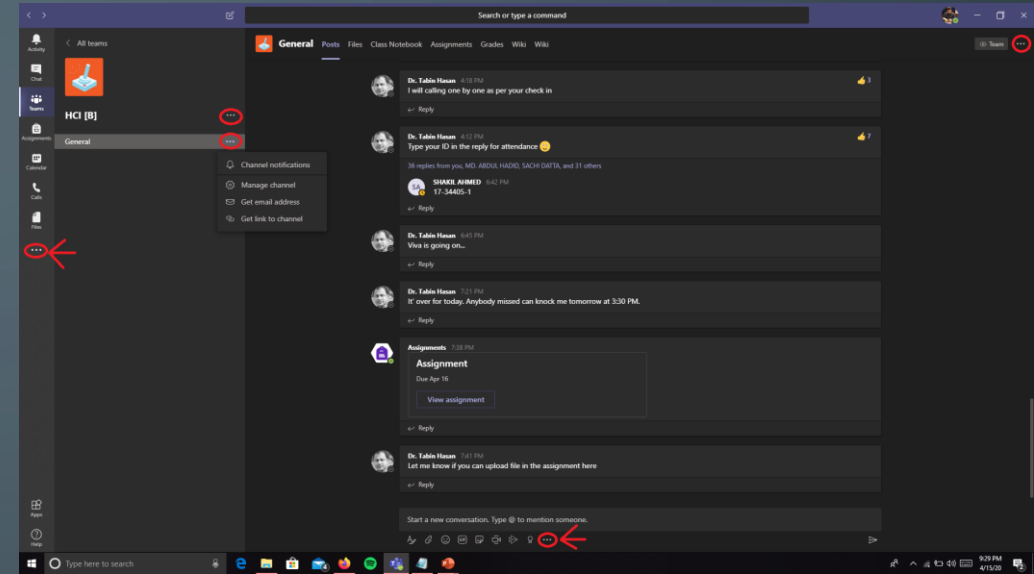 Search or type a command
Activity
Chat
Teams
Assignments
Calendar
Calls
Files
Apps
Help
All teams
HCI [B]
General
Channel notifications
Manage channel
Get email address
Get link to channel
General Posts Files Class Notebook Assignments Grades Wiki Wiki
Team
Dr. Tabin Hasan 4:18 PM
I will calling one by one as per your check in
3
Reply
Dr. Tabin Hasan 4:12 PM
Type your ID in the reply for attendance
7
36 replies from you, MD. ABDUL HADID, SACHI DATTA, and 31 others
SA
SHAKIL AHMED 6:42 PM
17-34405-1
Reply
Dr. Tabin Hasan 6:45 PM
Viva is going on...
Reply
Dr. Tabin Hasan 7:21 PM
It' over for today. Anybody missed can knock me tomorrow at 3:30 PM.
Reply
Assignments 7:28 PM
Assignment
Due Apr 16
View assignment
Reply
Dr. Tabin Hasan 7:41 PM
Let me know if you can upload file in the assignment here
Reply
Start a new conversation. Type @ to mention someone.
Type here to search
9:29 PM
4/15/20